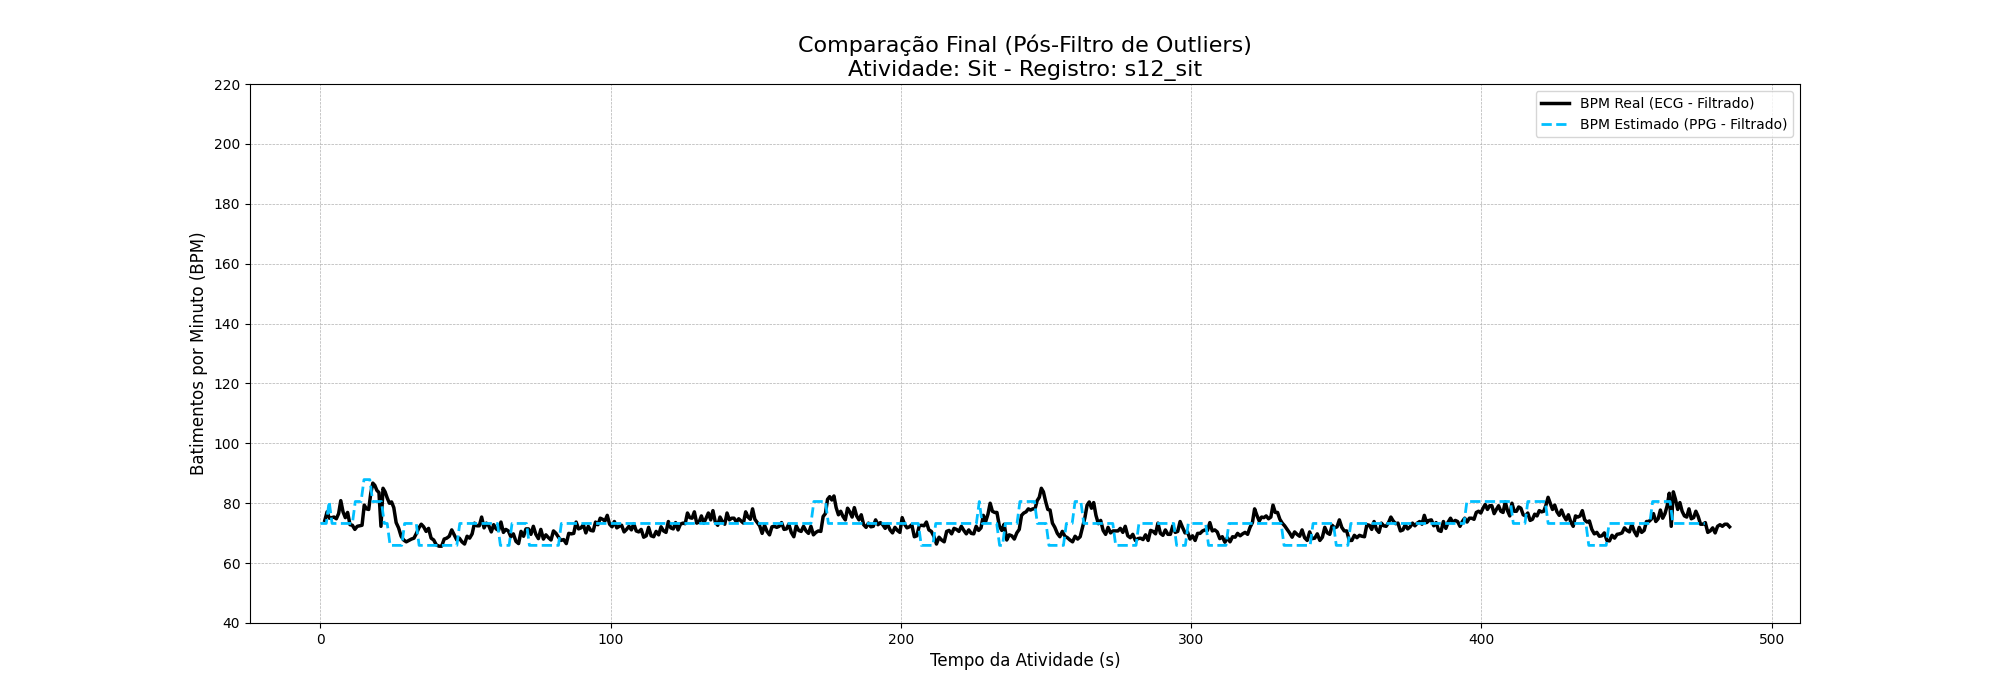 Comparação Final (Pós-Filtro de Outliers)
Atividade: Sit - Registro: s12_sit
BPM Real (ECG - Filtrado)
BPM Estimado (PPG - Filtrado)
Batimentos por Minuto (BPM)
220
200
180
160
140
120
100
80
60
40
0 100 200 300 400 500
Tempo da Atividade (s)